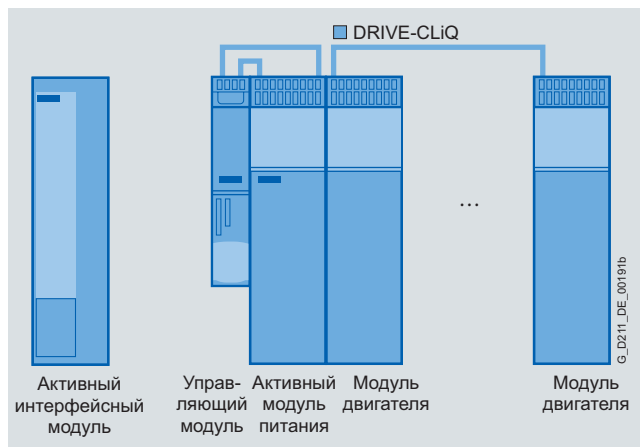 DRIVE-CLiQ
...
G_D211_DE_00191b
Активный
интерфейсный
модуль
Управ-
ляющий
модуль
Активный
модуль
питания
Модуль
двигателя
Модуль
двигателя